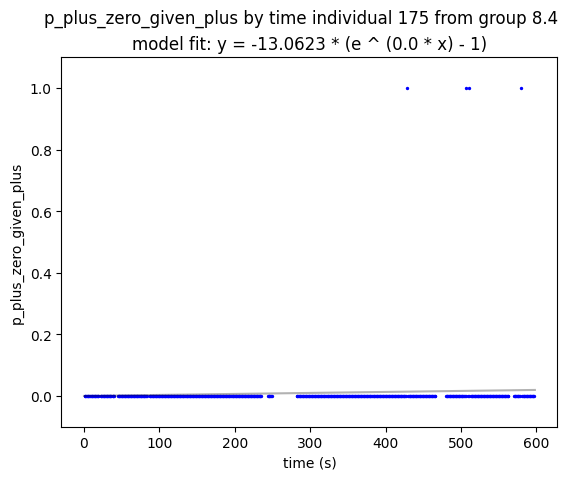 p_plus_zero_given_plus by time individual 175 from group 8.4
model fit: y = -13.0623 * (e ^ (0.0 * x) - 1)
1.0
0.8
0.6
0.4
0.2
0.0
p_plus_zero_given_plus
0 100 200 300 400 500 600
time (s)